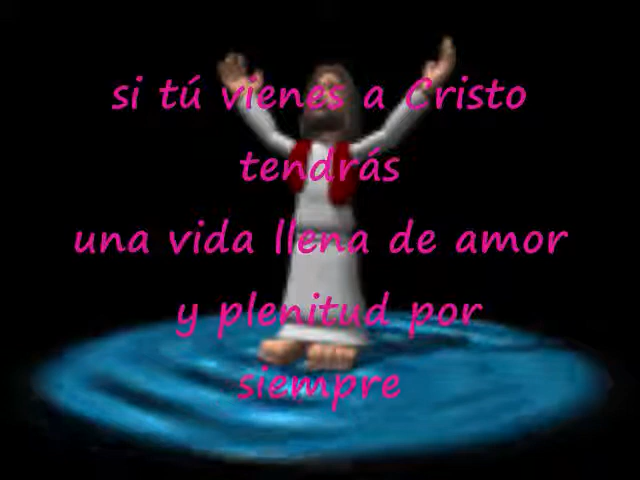 si tú vienes a Cristo
tendrás
una vida llena de amor
y plenitud por
siempre